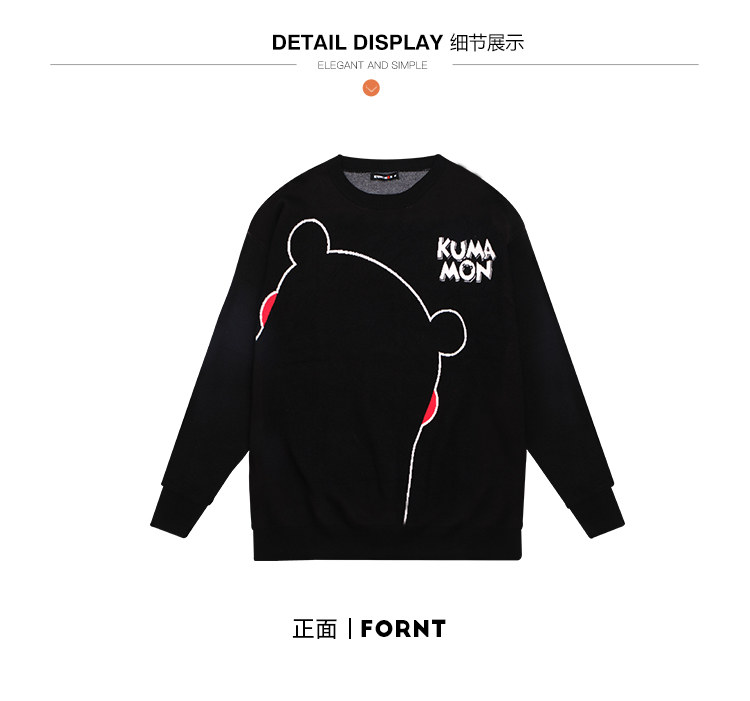 DETAIL DISPLAY 细节展示
ELEGANT AND SIMPLE
KUMA
MON
正面 | FORNT